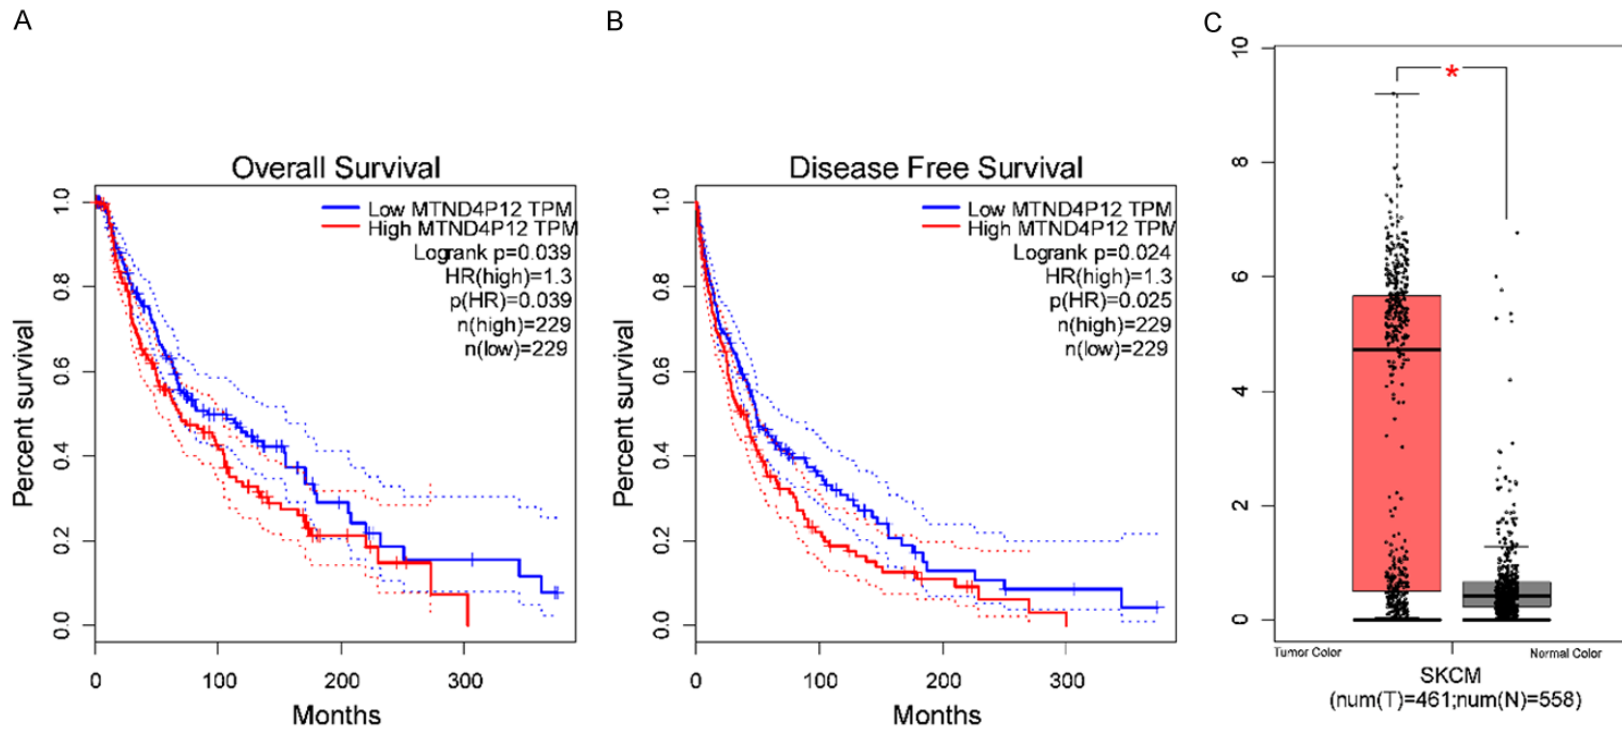 A
Overall Survival
Percent survival
1.0
0.8
0.6
0.4
0.2
0.0
Low MTND4P12 TPM
High MTND4P12 TPM
Logrank p=0.039
HR(high)=1.3
p(HR)=0.039
n(high)=229
n(low)=229
0 100 200 300
Months
B
Disease Free Survival
Percent survival
1.0
0.8
0.6
0.4
0.2
0.0
Low MTND4P12 TPM
High MTND4P12 TPM
Logrank p=0.024
HR(high)=1.3
p(HR)=0.025
n(high)=229
n(low)=229
0 100 200 300
Months
C
10
8
6
4
2
0
*
Tumor Color Normal Color
SKCM
(num(T)=461;num(N)=558)